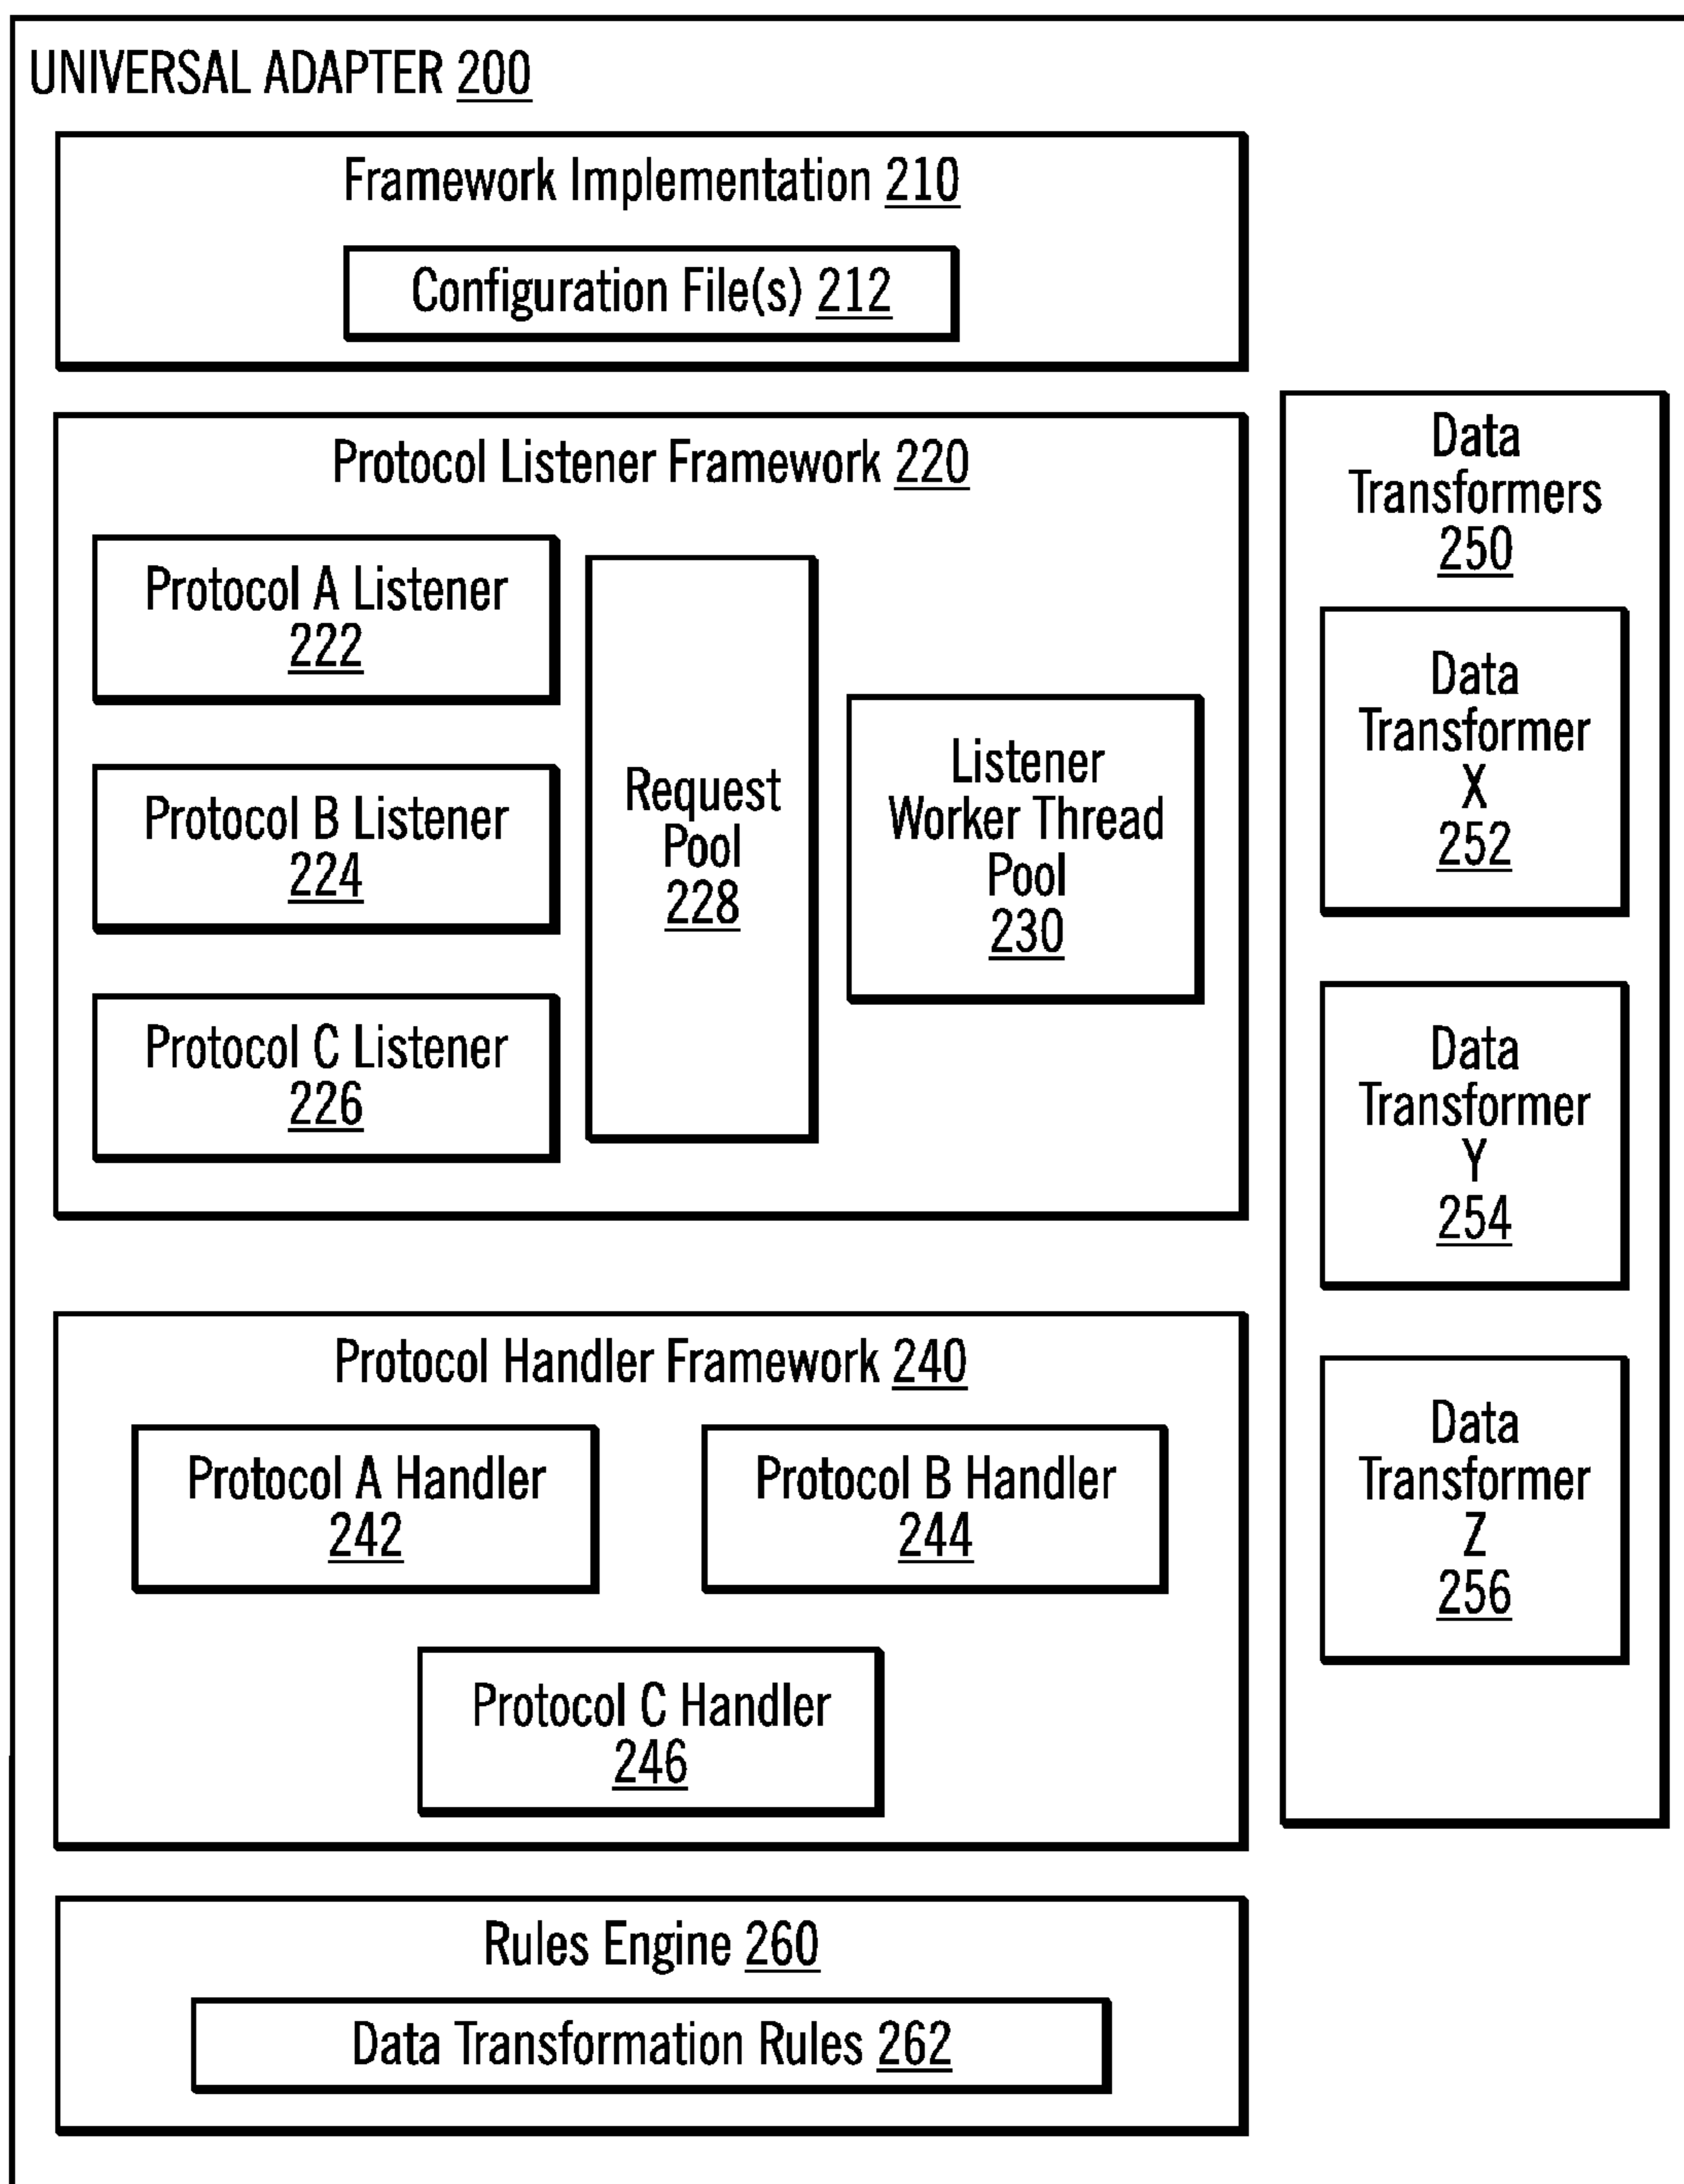 UNIVERSAL ADAPTER 200
Framework Implementation 210
Configuration File(s) 212
Protocol Listener Framework 220
Protocol A Listener
222
Protocol B Listener
224
Protocol C Listener
226
Request
Pool
228
Listener
Worker Thread
Pool
230
Protocol Handler Framework 240
Protocol A Handler
242
Protocol B Handler
244
Protocol C Handler
246
Rules Engine 260
Data Transformation Rules 262
Data
Transformers
250
Data
Transformer
X
252
Data
Transformer
Y
254
Data
Transformer
Z
256